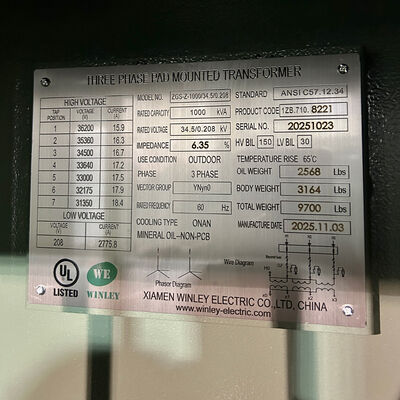 THREE PHASE PAD MOUNTED TRANSFORMER
HIGH VOLTAGE
TAP POSITION VOLTAGE (V) CURRENT (A)
1 36200 15.9
2 35360 16.3
3 34500 16.7
4 33640 17.2
5 33000 17.5
6 32175 17.9
7 31350 18.4
LOW VOLTAGE
VOLTAGE (V) CURRENT (A)
208 2775.8
UL LISTED
WE WINLEY
MODEL NO. ZGS-Z-1000/34.5/0.208
RATED CAPACITY 1000 KVA
RATED VOLTAGE 34.5/0.208 kV
IMPEDANCE 6.35 %
USE CONDITION OUTDOOR
PHASE 3 PHASE
VECTOR GROUP YNyn0
RATED FREQUENCY 60 Hz
COOLING TYPE ONAN
MINERAL OIL-NON-PCB
Phasor Diagram
STANDARD ANSI C57.12.34
PRODUCT CODE 1ZB.710.8221
SERIAL NO. 20251023
HV BIL 150 LV BIL 30
TEMPERATURE RISE 65℃
OIL WEIGHT 2568 Lbs
BODY WEIGHT 3164 Lbs
TOTAL WEIGHT 9700 Lbs
MANUFACTURE DATE 2025.11.03
Wire Diagram
XIAMEN WINLEY ELECTRIC CO.,LTD, CHINA
www.winley-electric.com